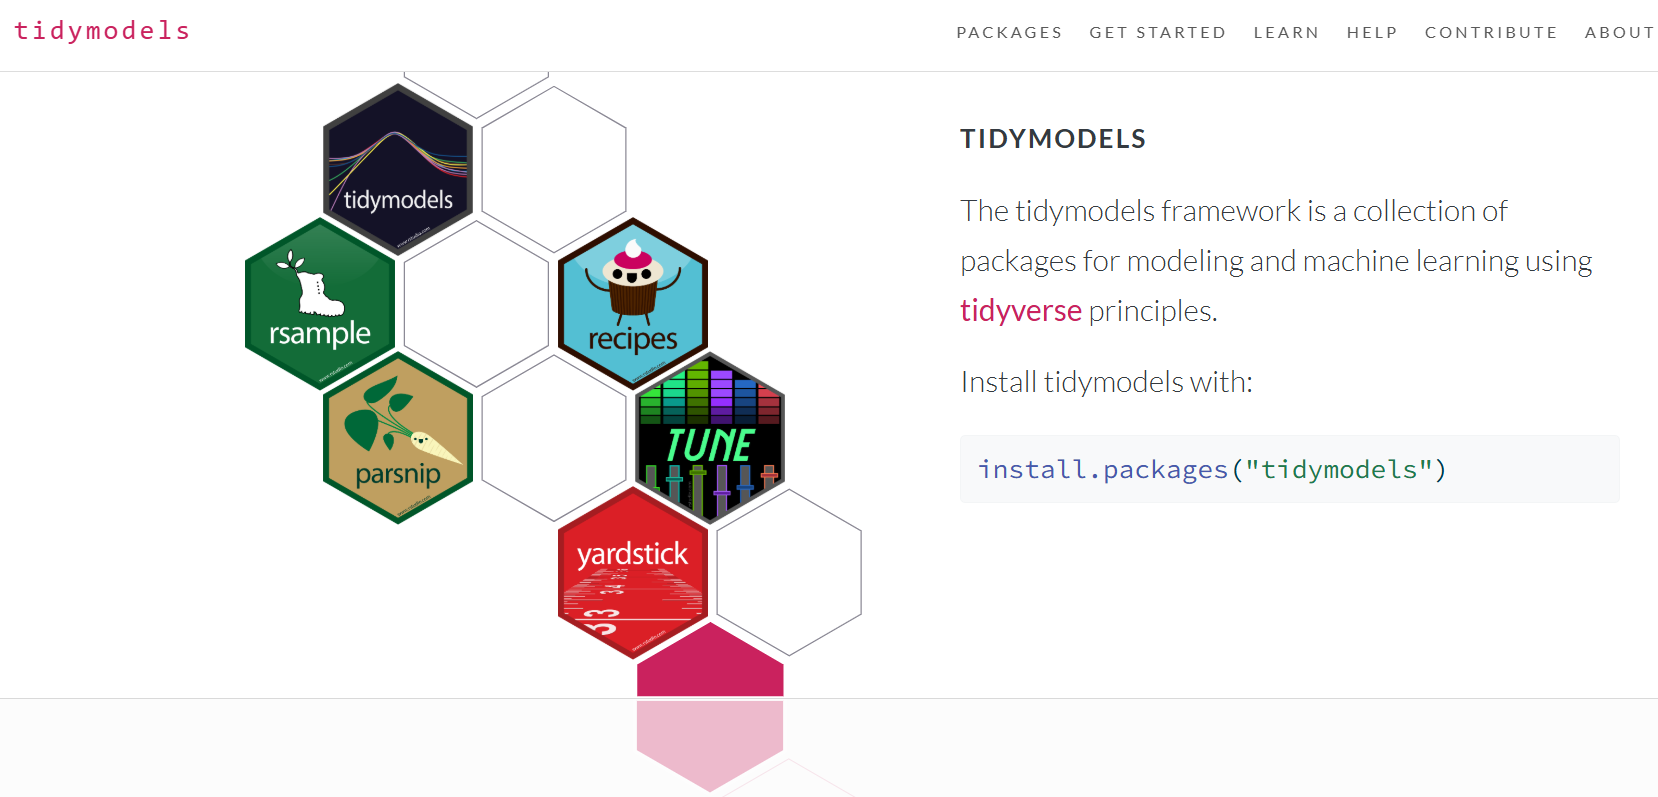 tidymodels
PACKAGES GET STARTED LEARN HELP CONTRIBUTE ABOUT
tidymodels
rsample
recipes
parsnip
TUNE
yardstick
TIDYMODELS
The tidymodels framework is a collection of
packages for modeling and machine learning using
tidyverse principles.
Install tidymodels with:
install.packages("tidymodels")